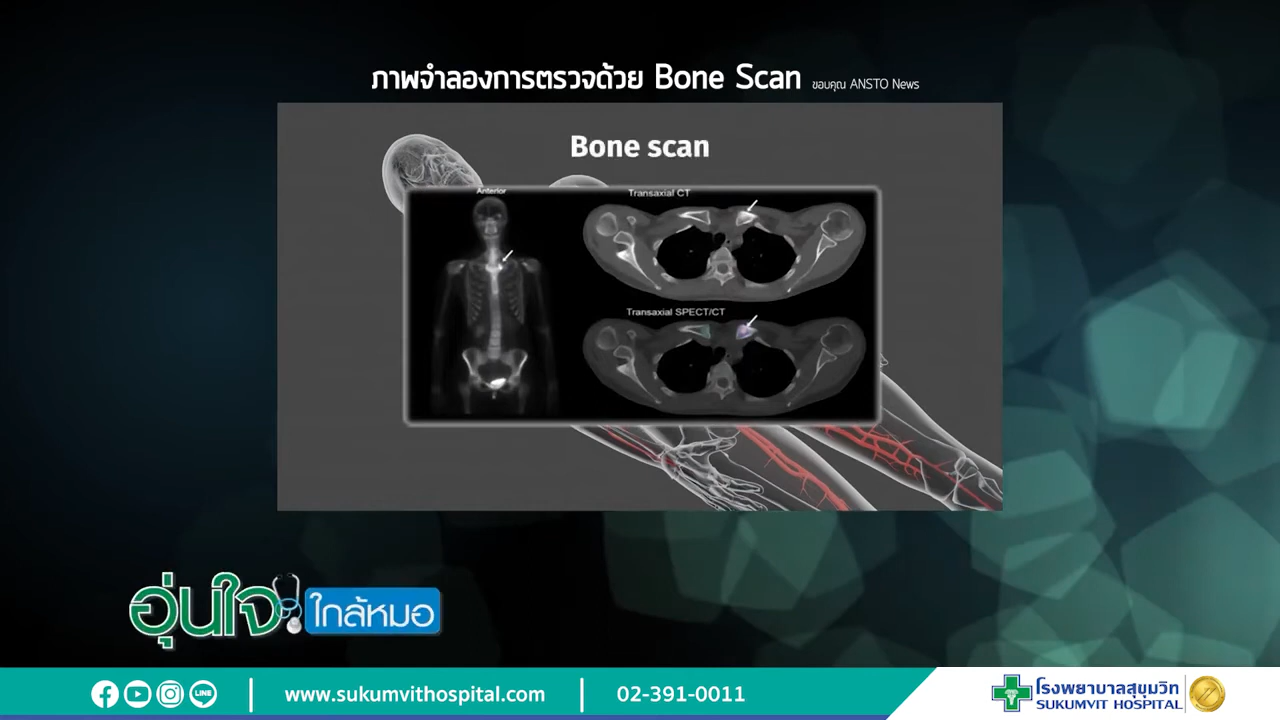 ภาพจำลองการตรวจด้วย Bone Scan ขอบคุณ ANSTO News
Bone scan
Anterior
Transaxial CT
Transaxial SPECT/CT
อุ่นใจ ใกล้หมอ
LINE
www.sukumvithospital.com
02-391-0011
โรงพยาบาลสุขุมวิท
SUKUMVIT HOSPITAL